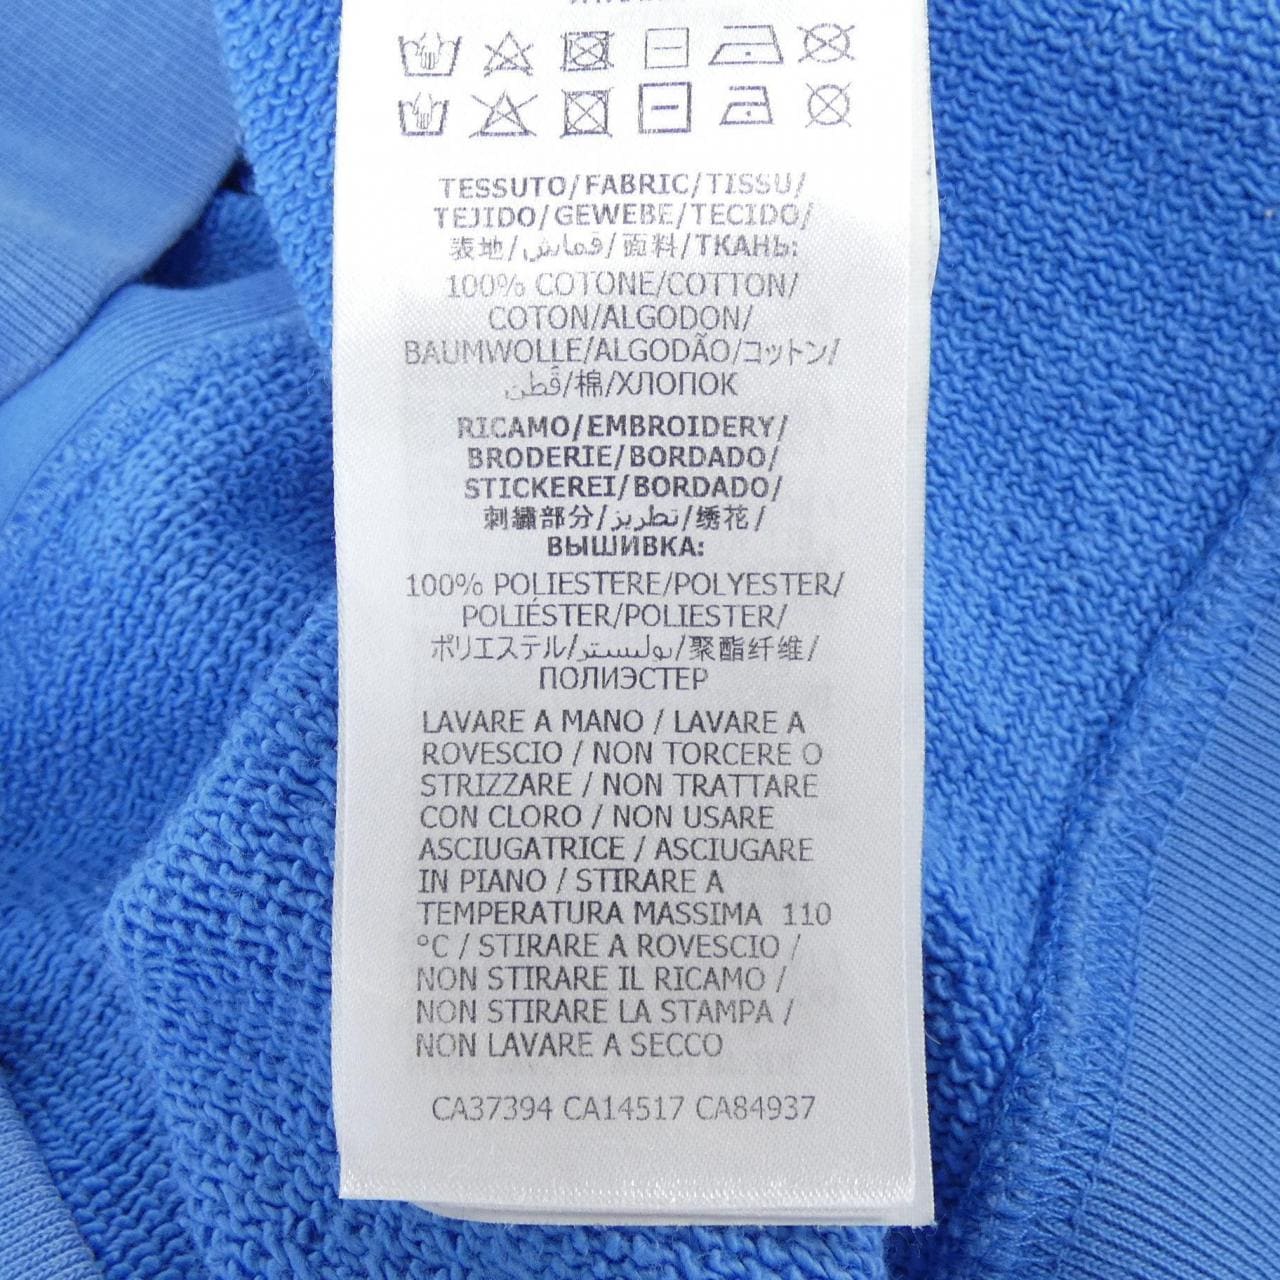 TESSUTO/FABRIC/TISSU/
TEJIDO/GEWEBE/TECIDO/
表地/قماش/面料/ТКАНЬ:
100% COTONE/COTTON/
COTON/ALGODON/
BAUMWOLLE/ALGODÃO/コットン/
قُطن/棉/ХЛОПОК
RICAMO/EMBROIDERY/
BRODERIE/BORDADO/
STICKEREI/BORDADO/
刺繍部分/تطريز/绣花/
ВЫШИВКА:
100% POLIESTERE/POLYESTER/
POLIÉSTER/POLIESTER/
ポリエステル/بوليستر/聚酯纤维/
ПОЛИЭСТЕР
LAVARE A MANO / LAVARE A
ROVESCIO / NON TORCERE O
STRIZZARE / NON TRATTARE
CON CLORO / NON USARE
ASCIUGATRICE / ASCIUGARE
IN PIANO / STIRARE A
TEMPERATURA MASSIMA 110
°C / STIRARE A ROVESCIO /
NON STIRARE IL RICAMO /
NON STIRARE LA STAMPA /
NON LAVARE A SECCO
CA37394 CA14517 CA84937